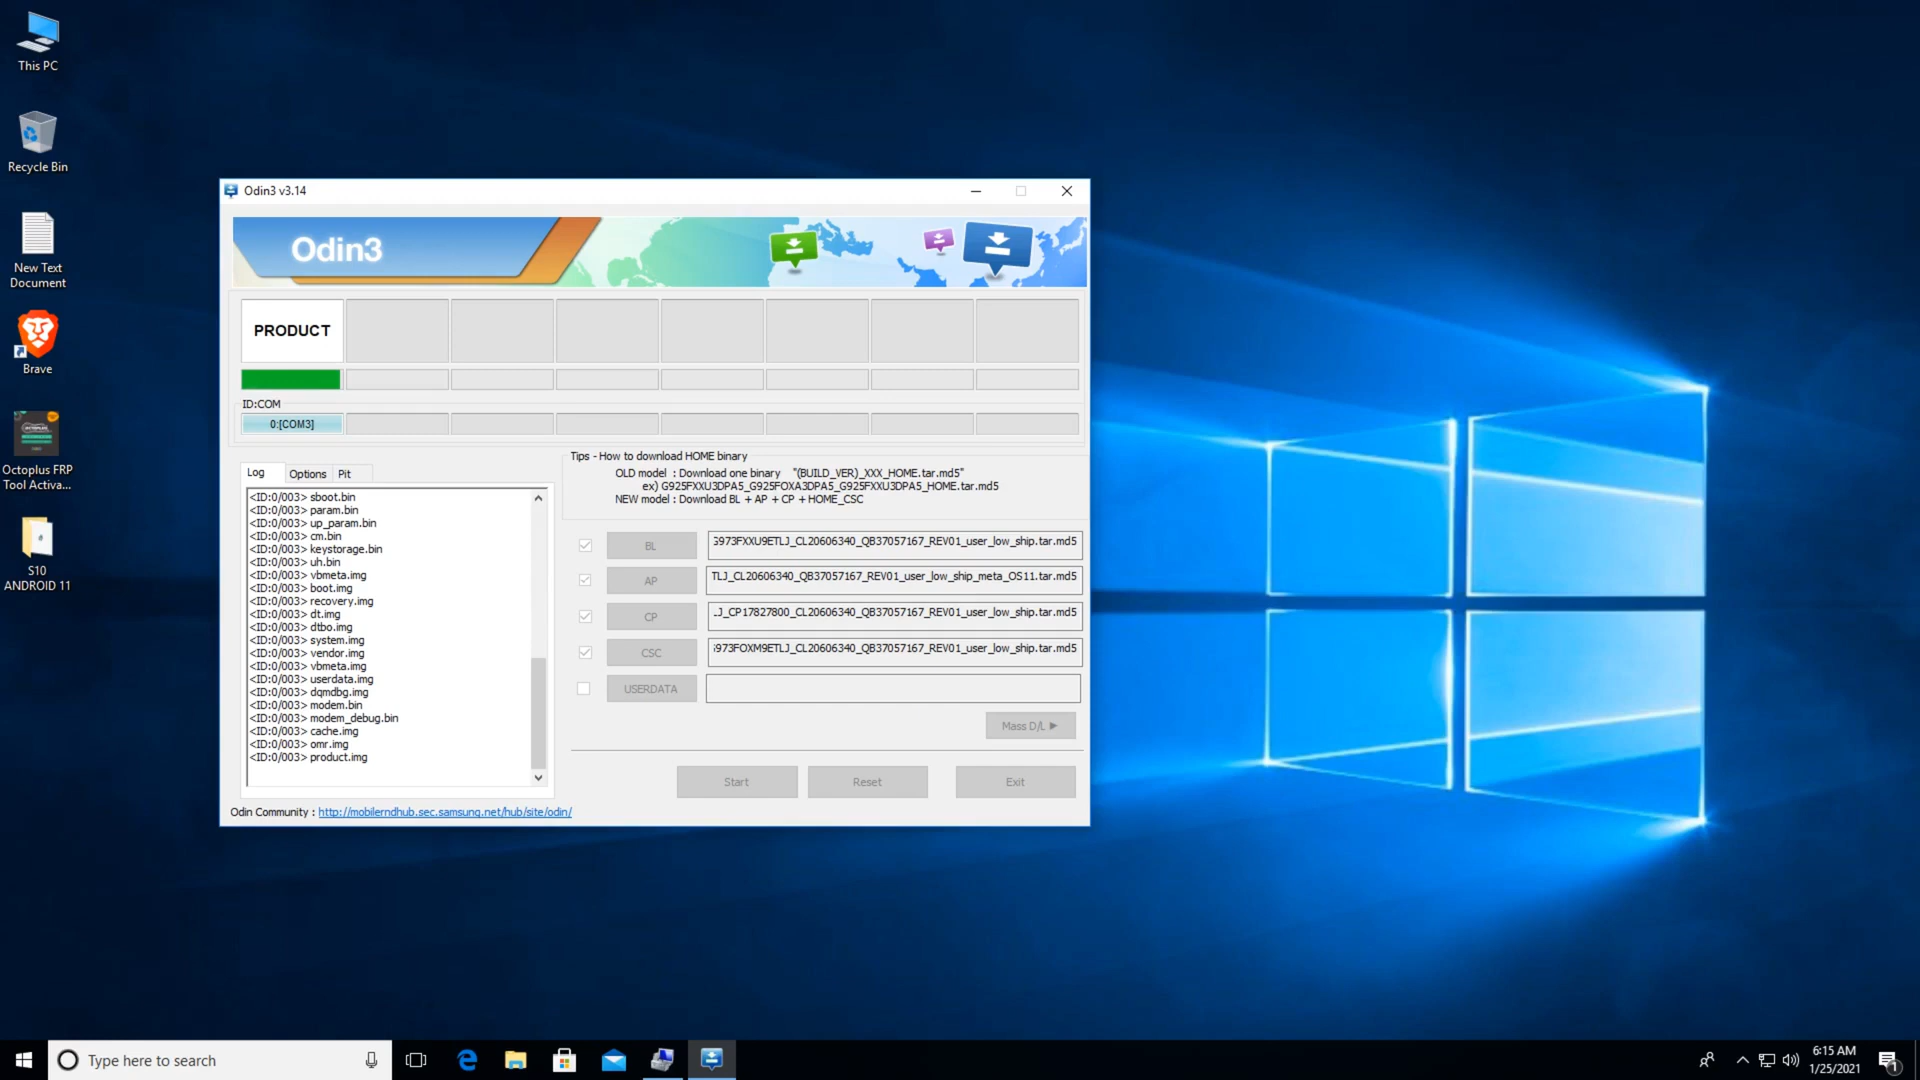 This PC
Recycle Bin
New Text
Document
Brave
Octoplus FRP
Tool Activa...
S10
ANDROID 11
Odin3 v3.14
Odin3
PRODUCT
ID:COM
0:[COM3]
Log
Options
Pit
<ID:0/003> sboot.bin
<ID:0/003> param.bin
<ID:0/003> up_param.bin
<ID:0/003> cm.bin
<ID:0/003> keystorage.bin
<ID:0/003> uh.bin
<ID:0/003> vbmeta.img
<ID:0/003> boot.img
<ID:0/003> recovery.img
<ID:0/003> dt.img
<ID:0/003> dtbo.img
<ID:0/003> system.img
<ID:0/003> vendor.img
<ID:0/003> vbmeta.img
<ID:0/003> userdata.img
<ID:0/003> dqmdbg.img
<ID:0/003> modem.bin
<ID:0/003> modem_debug.bin
<ID:0/003> cache.img
<ID:0/003> omr.img
<ID:0/003> product.img
Tips - How to download HOME binary
OLD model : Download one binary "(BUILD_VER)_XXX_HOME.tar.md5"
ex) G925FXXU3DPA5_G925FOXA3DPA5_G925FXXU3DPA5_HOME.tar.md5
NEW model : Download BL + AP + CP + HOME_CSC
BL
G973FXXU9ETLJ_CL20606340_QB37057167_REV01_user_low_ship.tar.md5
AP
TLJ_CL20606340_QB37057167_REV01_user_low_ship_meta_OS11.tar.md5
CP
LJ_CP17827800_CL20606340_QB37057167_REV01_user_low_ship.tar.md5
CSC
G973FOXM9ETLJ_CL20606340_QB37057167_REV01_user_low_ship.tar.md5
USERDATA
Mass D/L ▶
Start
Reset
Exit
Odin Community : http://mobilerndhub.sec.samsung.net/hub/site/odin/
Type here to search
6:15 AM
1/25/2021
1